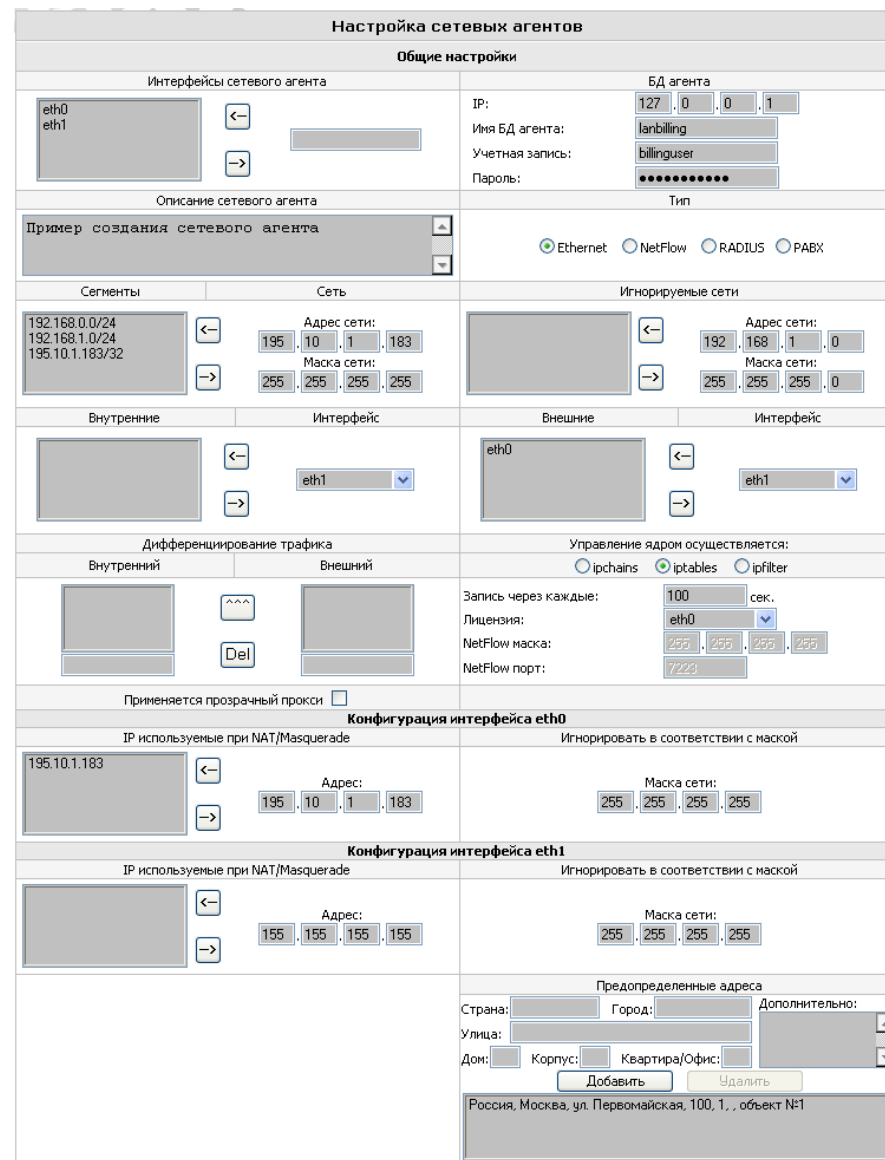 Настройка сетевых агентов
Общие настройки
Интерфейсы сетевого агента
БД агента
eth0
eth1
<--
-->
IP: 127 . 0 . 0 . 1
Имя БД агента: lanbilling
Учетная запись: billinguser
Пароль: ●●●●●●●●●●●
Описание сетевого агента
Тип
Пример создания сетевого агента
Ethernet NetFlow RADIUS PABX
Сегменты Сеть
Игнорируемые сети
192.168.0.0/24
192.168.1.0/24
195.10.1.183/32
<--
-->
Адрес сети:
195 . 10 . 1 . 183
Маска сети:
255 . 255 . 255 . 255
<--
-->
Адрес сети:
192 . 168 . 1 . 0
Маска сети:
255 . 255 . 255 . 0
Внутренние Интерфейс
Внешние Интерфейс
<--
-->
eth1
eth0
<--
-->
eth1
Дифференциирование трафика
Управление ядром осуществляется:
Внутренний Внешний
ipchains iptables ipfilter
^^^
Del
Запись через каждые: 100 сек.
Лицензия: eth0
NetFlow маска: 255 . 255 . 255 . 255
NetFlow порт: 7223
Применяется прозрачный прокси
Конфигурация интерфейса eth0
IP используемые при NAT/Masquerade
Игнорировать в соответствии с маской
195.10.1.183
<--
-->
Адрес:
195 . 10 . 1 . 183
Маска сети:
255 . 255 . 255 . 255
Конфигурация интерфейса eth1
IP используемые при NAT/Masquerade
Игнорировать в соответствии с маской
<--
-->
Адрес:
155 . 155 . 155 . 155
Маска сети:
255 . 255 . 255 . 255
Предопределенные адреса
Страна: Город: Дополнительно:
Улица:
Дом: Корпус: Квартира/Офис:
Добавить Удалить
Россия, Москва, ул. Первомайская, 100, 1, , объект №1